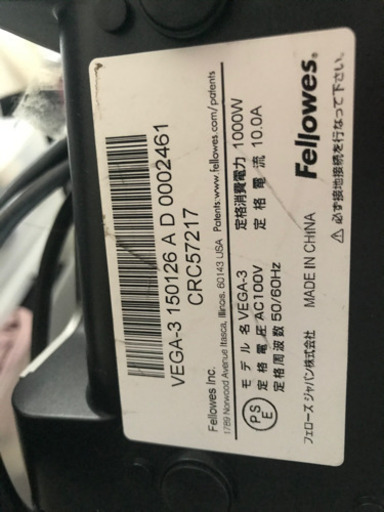 VEGA-3 150126 A D 0002461
CRC57217
Fellowes Inc.
1789 Norwood Avenue Itasca, Illinois, 60143 USA Patents:www.fellowes.com/patents
モデル名 VEGA-3
定格電圧 AC100V
定格周波数 50/60Hz
定格消費電力 1000W
定格電流 10.0A
PSE
フェローズジャパン株式会社 MADE IN CHINA
Fellowes.
必ず接地接続を行なって下さい。